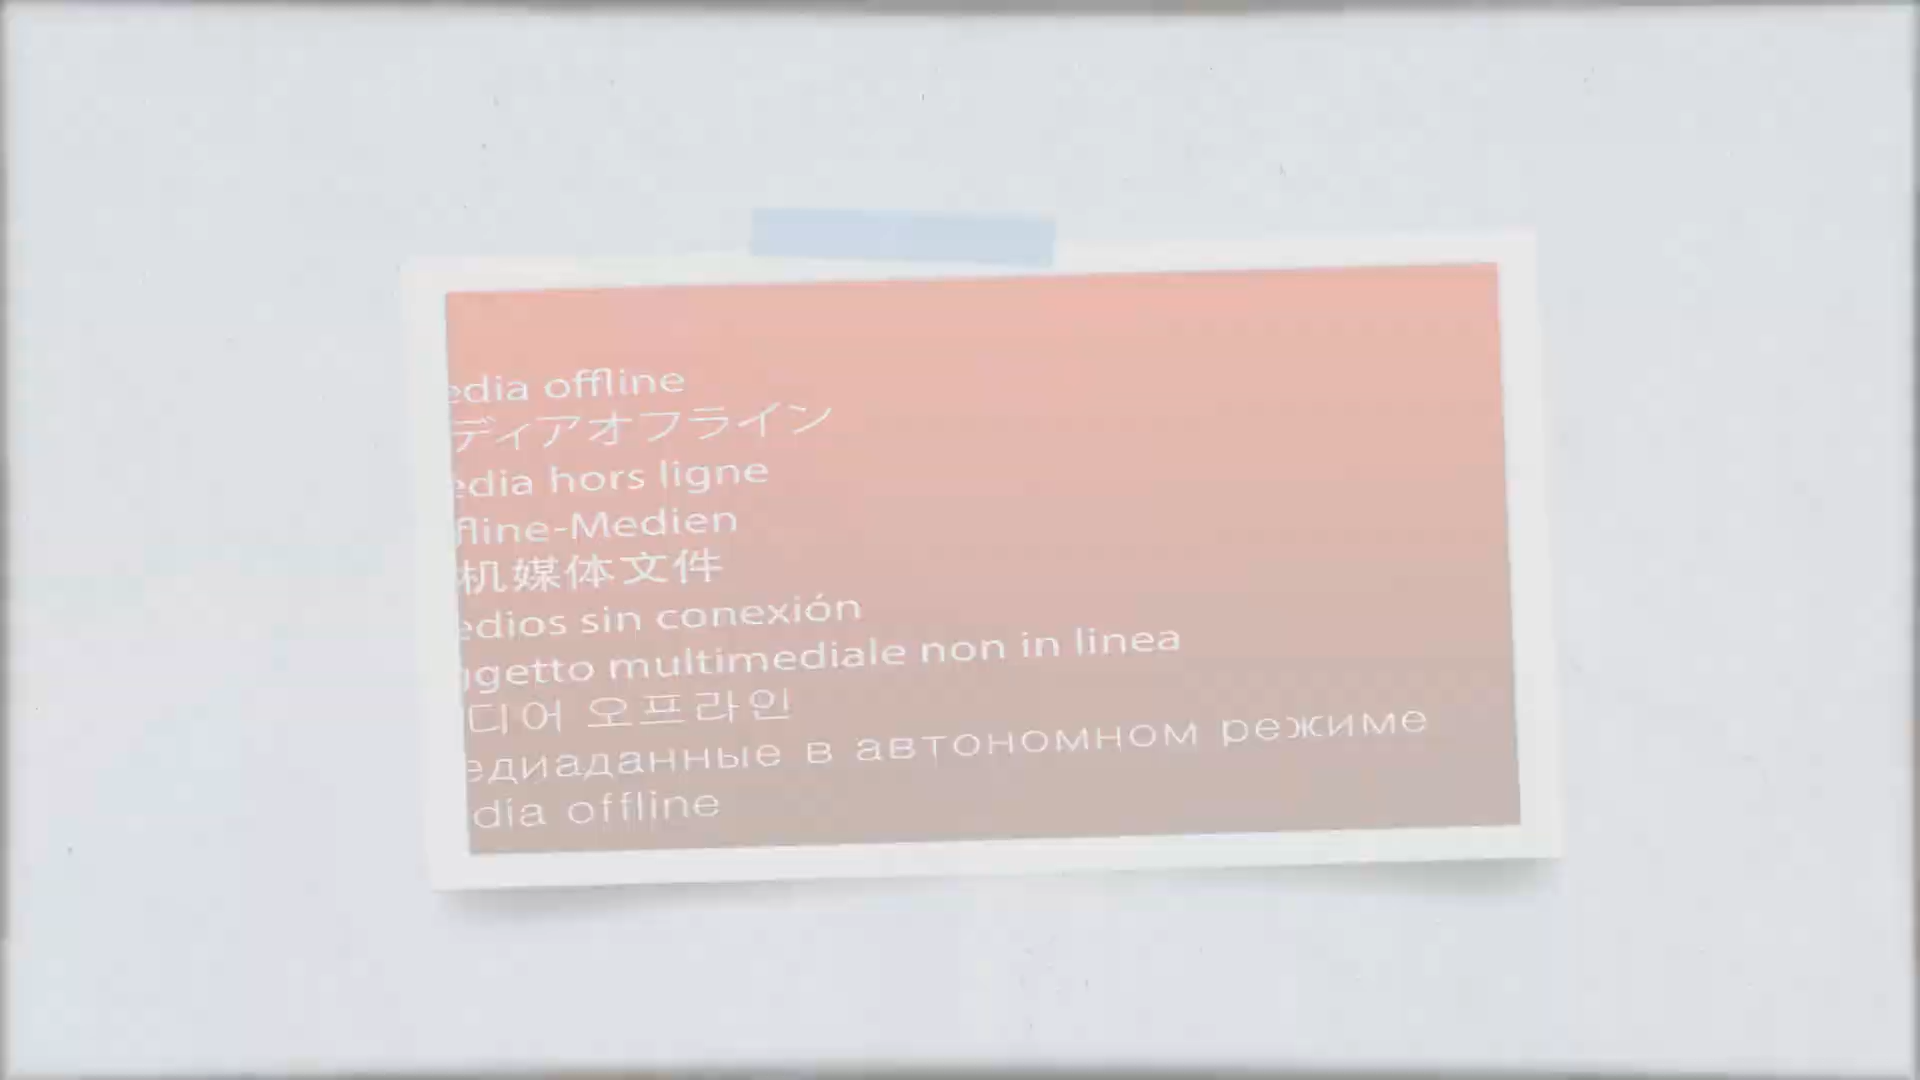 edia offline
ディアオフライン
edia hors ligne
fline-Medien
机媒体文件
edios sin conexión
getto multimediale non in linea
디어 오프라인
едиаданные в автономном режиме
dia offline